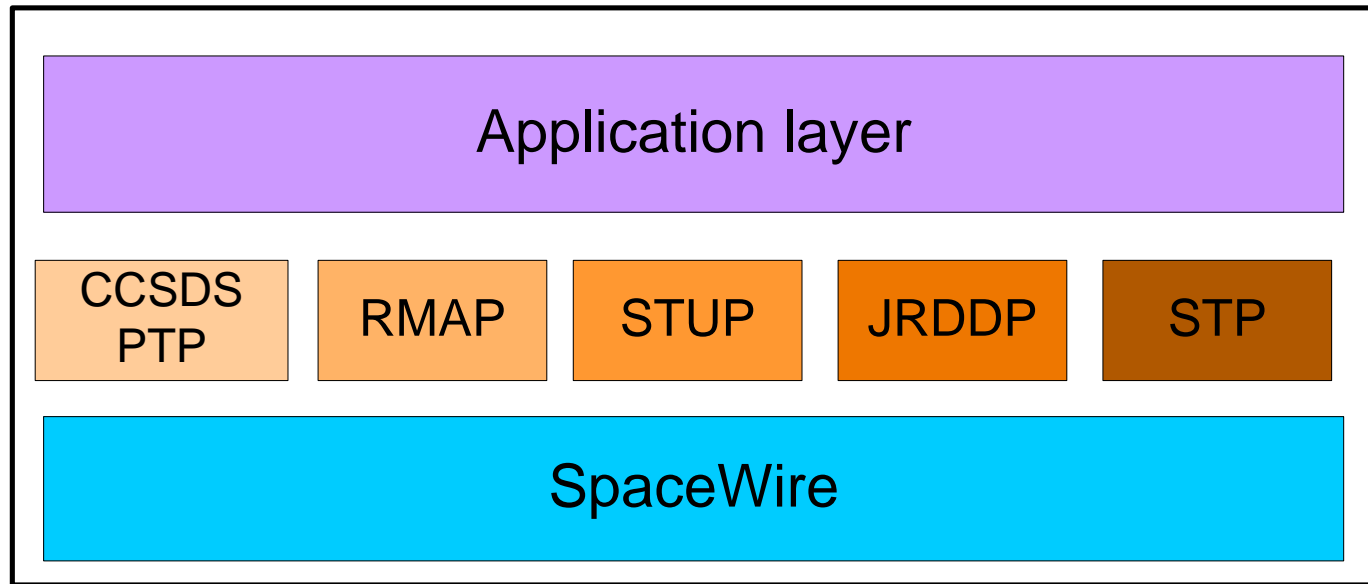 Application layer
CCSDS
PTP
RMAP
STUP
JRDDP
STP
SpaceWire